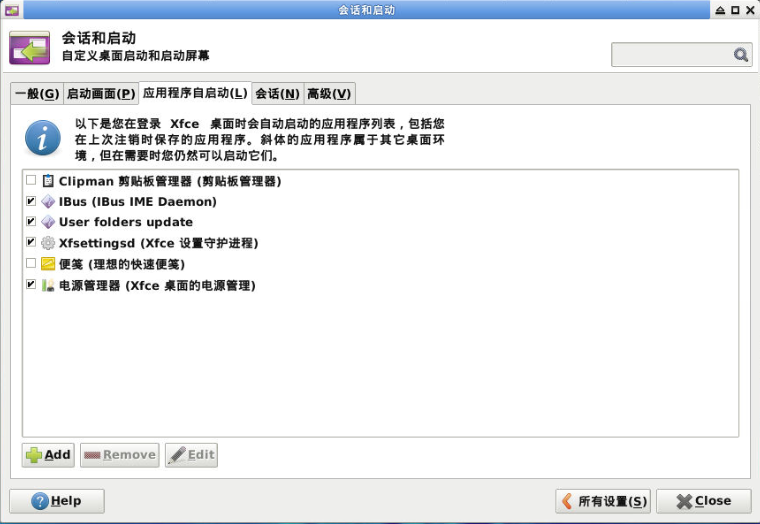 会话和启动
会话和启动
自定义桌面启动和启动屏幕
一般(G) 启动画面(P) 应用程序自启动(L) 会话(N) 高级(V)
以下是您在登录 Xfce 桌面时会自动启动的应用程序列表，包括您
在上次注销时保存的应用程序。斜体的应用程序属于其它桌面环
境，但在需要时您仍然可以启动它们。
Clipman 剪贴板管理器 (剪贴板管理器)
IBus (IBus IME Daemon)
User folders update
Xfsettingsd (Xfce 设置守护进程)
便笺 (理想的快速便笺)
电源管理器 (Xfce 桌面的电源管理)
Add Remove Edit
Help 所有设置(S) Close